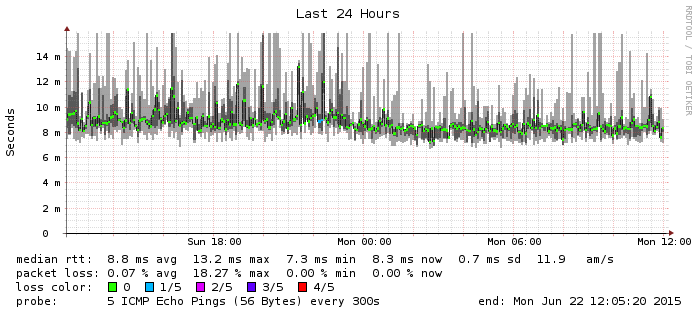 Last 24 Hours
RRDTOOL / TOBI OETIKER
Seconds
14 m
12 m
10 m
8 m
6 m
4 m
2 m
0
Sun 18:00 Mon 00:00 Mon 06:00 Mon 12:00
median rtt: 8.8 ms avg 13.2 ms max 7.3 ms min 8.3 ms now 0.7 ms sd 11.9 am/s
packet loss: 0.07 % avg 18.27 % max 0.00 % min 0.00 % now
loss color: 0 1/5 2/5 3/5 4/5
probe: 5 ICMP Echo Pings (56 Bytes) every 300s end: Mon Jun 22 12:05:20 2015